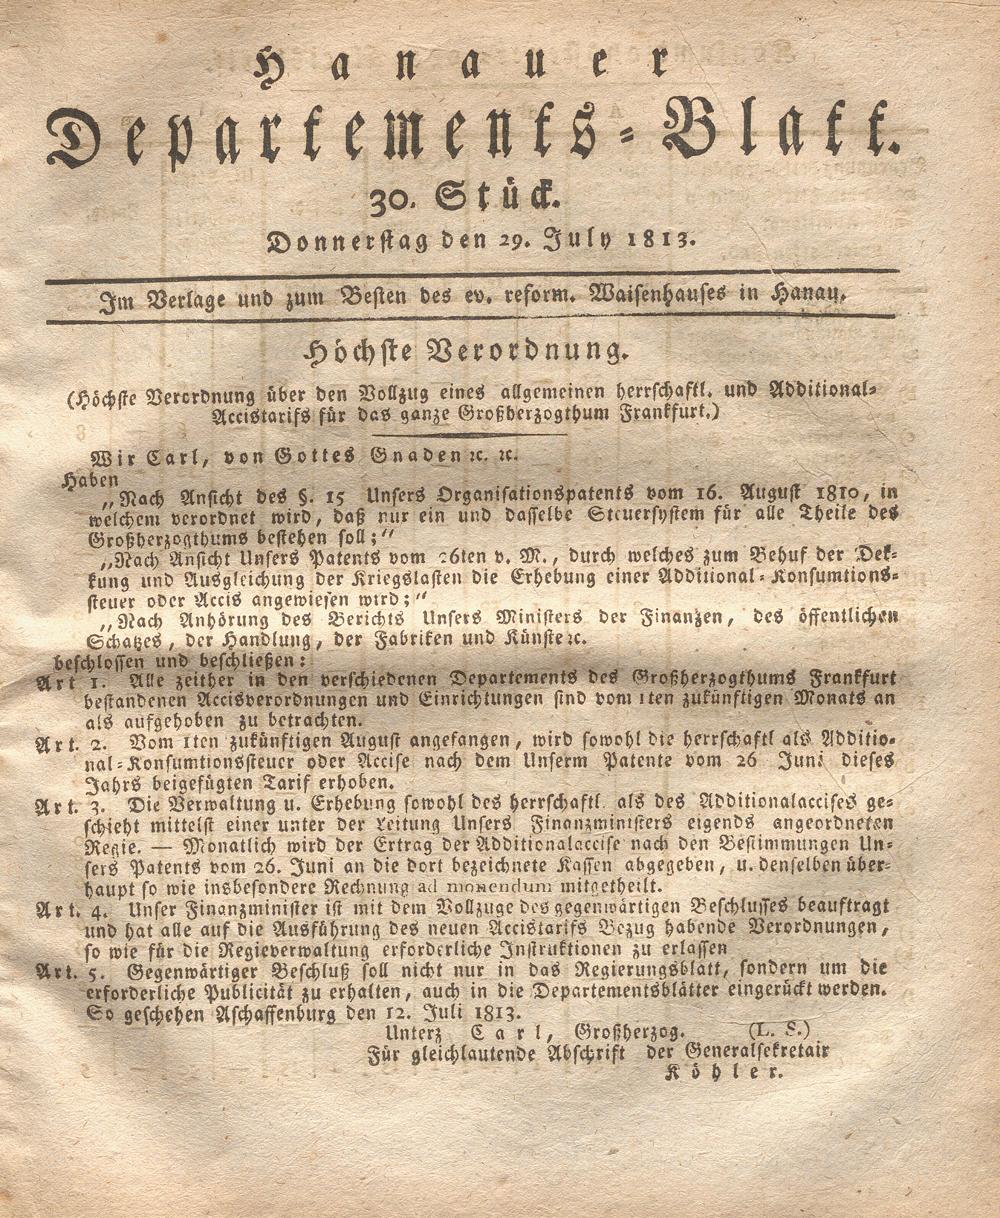 Hanauer
Departements-Blatt.
30. Stück.
Donnerstag den 29. July 1813.
Im Verlage und zum Besten des ev. reform. Waisenhauses in Hanau.
Höchste Verordnung.
(Höchste Verordnung über den Vollzug eines allgemeinen herrschaftl. und Additional-
Accistarifs für das ganze Großherzogthum Frankfurt.)
Wir Carl, von Gottes Gnaden ꝛc. ꝛc.
Haben
„Nach Ansicht des §. 15 Unsers Organisationspatents vom 16. August 1810, in
welchem verordnet wird, daß nur ein und dasselbe Steuersystem für alle Theile des
Großherzogthums bestehen soll;“
„Nach Ansicht Unsers Patents vom 26ten v. M., durch welches zum Behuf der Dek-
kung und Ausgleichung der Kriegslasten die Erhebung einer Additional-Konsumtions-
steuer oder Accis angewiesen wird;“
„Nach Anhörung des Berichts Unsers Ministers der Finanzen, des öffentlichen
Schatzes, der Handlung, der Fabriken und Künste ꝛc.
beschlossen und beschließen:
Art 1. Alle zeither in den verschiedenen Departements des Großherzogthums Frankfurt
bestandenen Accisverordnungen und Einrichtungen sind vom 1ten zukünftigen Monats an
als aufgehoben zu betrachten.
Art. 2. Vom 1ten zukünftigen August angefangen, wird sowohl die herrschaftl als Additio-
nal-Konsumtionssteuer oder Accise nach dem Unserm Patente vom 26 Juni dieses
Jahrs beigefügten Tarif erhoben.
Art. 3. Die Verwaltung u. Erhebung sowohl des herrschaftl. als des Additionalaccises ge-
schieht mittelst einer unter der Leitung Unsers Finanzministers eigends angeordneten
Regie. — Monatlich wird der Ertrag der Additionalaccise nach den Bestimmungen Un-
sers Patents vom 26. Juni an die dort bezeichnete Kassen abgegeben, u. denselben über-
haupt so wie insbesondere Rechnung ad monendum mitgetheilt.
Art. 4. Unser Finanzminister ist mit dem Vollzuge des gegenwärtigen Beschlusses beauftragt
und hat alle auf die Ausführung des neuen Accistarifs Bezug habende Verordnungen,
so wie für die Regieverwaltung erforderliche Instruktionen zu erlassen
Art. 5. Gegenwärtiger Beschluß soll nicht nur in das Regierungsblatt, sondern um die
erforderliche Publicität zu erhalten, auch in die Departementsblätter eingerückt werden.
So geschehen Aschaffenburg den 12. Juli 1813.
Unterz Carl, Großherzog. (L. S.)
Für gleichlautende Abschrift der Generalsekretair
Köhler.